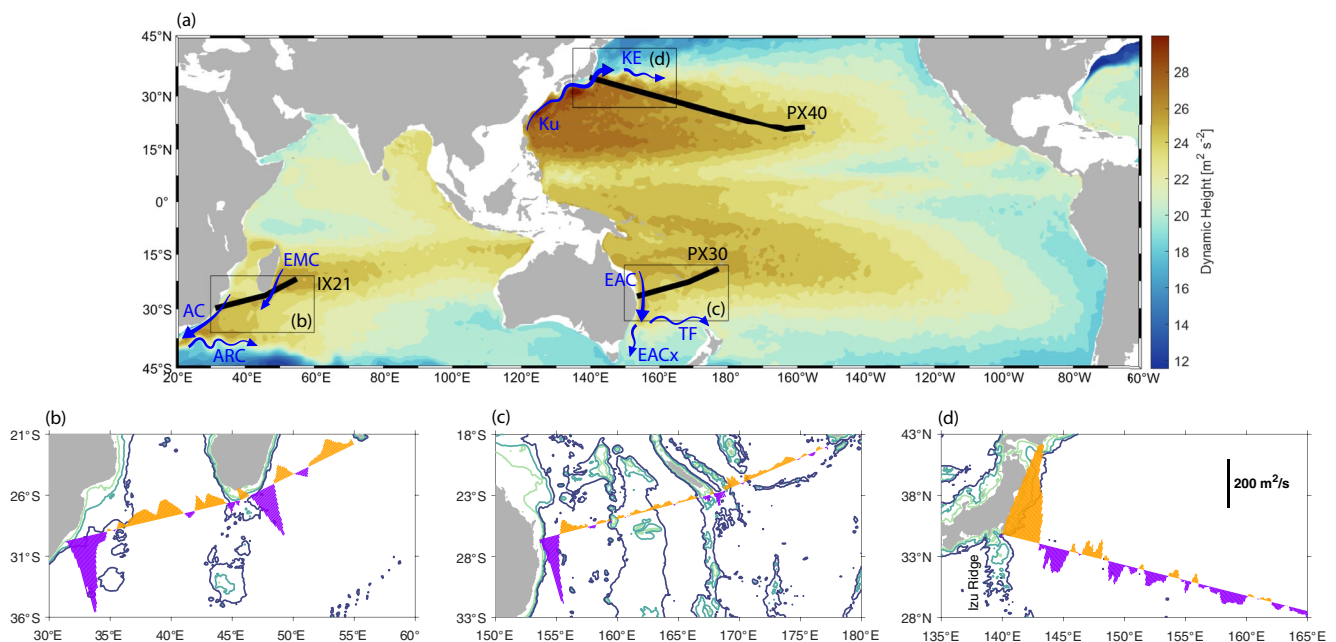 (a)
45°N
30°N
15°N
0°
15°S
30°S
45°S
20°E
40°E
60°E
80°E
100°E
120°E
140°E
160°E
180°E
160°W
140°W
120°W
100°W
80°W
60°W
KE
(d)
Ku
PX40
EMC
IX21
AC
(b)
ARC
PX30
EAC
(c)
TF
EACx
28
26
24
22
20
18
16
14
12
Dynamic Height [m² s⁻²]
(b)
21°S
26°S
31°S
36°S
30°E
35°E
40°E
45°E
50°E
55°E
60°E
(c)
18°S
23°S
28°S
33°S
150°E
155°E
160°E
165°E
170°E
175°E
180°E
(d)
43°N
38°N
33°N
28°N
Izu Ridge
135°E
140°E
145°E
150°E
155°E
160°E
165°E
200 m²/s